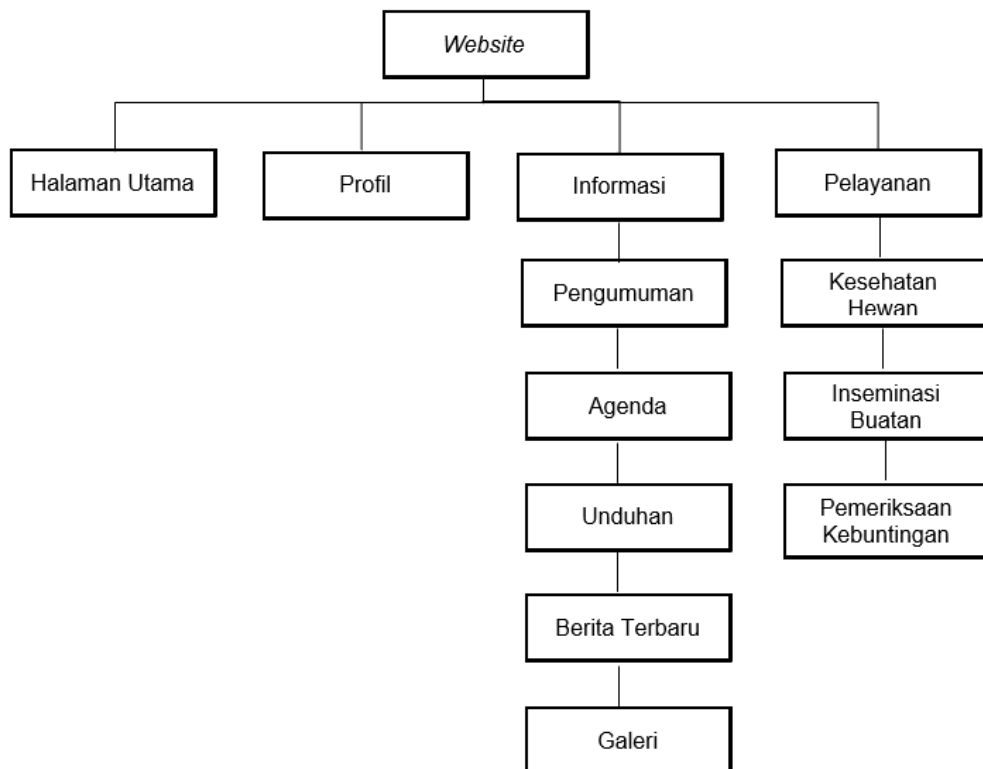 Website
Halaman Utama
Profil
Informasi
Pelayanan
Pengumuman
Kesehatan
Hewan
Agenda
Inseminasi
Buatan
Unduhan
Pemeriksaan
Kebuntingan
Berita Terbaru
Galeri